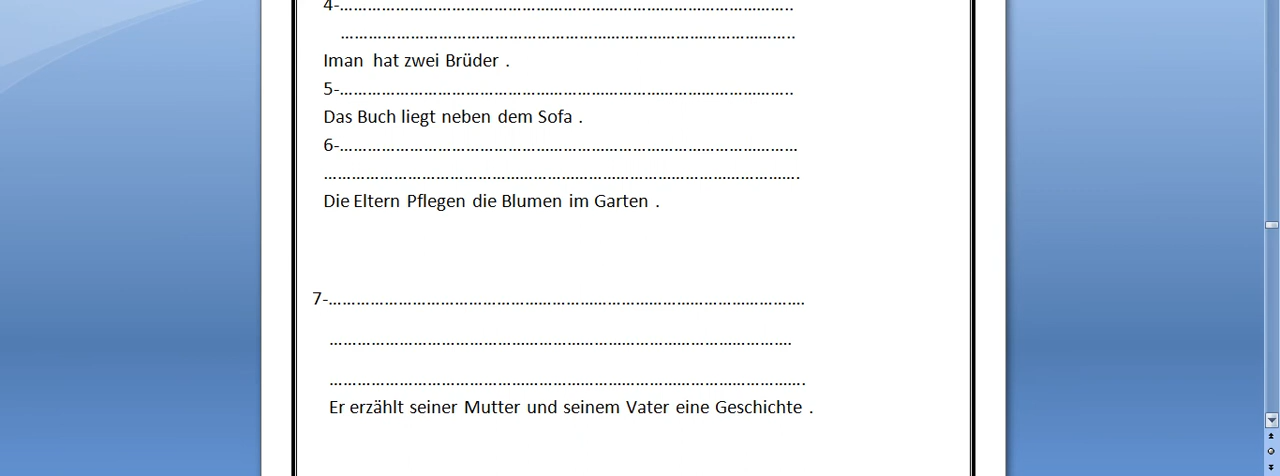 4-……………………………………………………………………………………..
……………………………………………………………………………………..
Iman hat zwei Brüder .
5-……………………………………………………………………………………..
Das Buch liegt neben dem Sofa .
6-………………………………………………………………………………………
………………………………………………………………………………………….
Die Eltern Pflegen die Blumen im Garten .
7-………………………………………………………………………………………….
……………………………………………………………………………………….
………………………………………………………………………………………….
Er erzählt seiner Mutter und seinem Vater eine Geschichte .